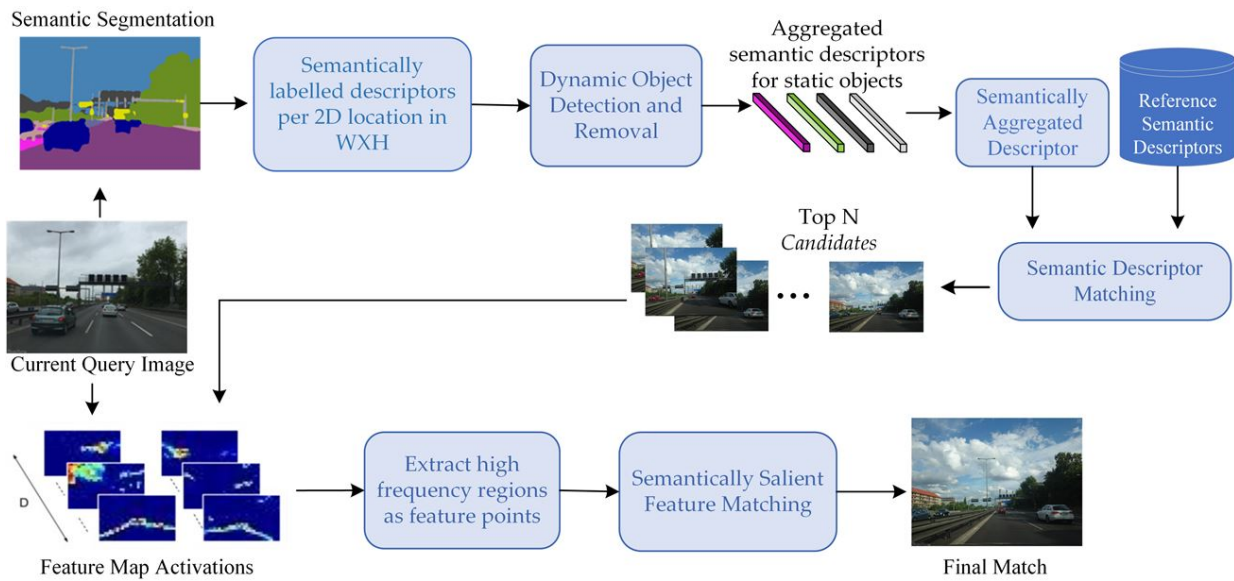 Semantic Segmentation
Semantically
labelled descriptors
per 2D location in
WXH
Dynamic Object
Detection and
Removal
Aggregated
semantic descriptors
for static objects
Semantically
Aggregated
Descriptor
Reference
Semantic
Descriptors
Top N
Candidates
Semantic Descriptor
Matching
Current Query Image
D
Feature Map Activations
Extract high
frequency regions
as feature points
Semantically Salient
Feature Matching
Final Match